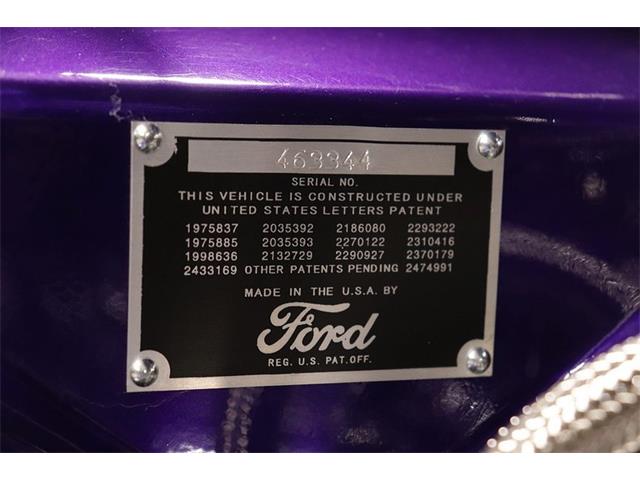 463344
SERIAL NO.
THIS VEHICLE IS CONSTRUCTED UNDER
UNITED STATES LETTERS PATENT
1975837 2035392 2186080 2293222
1975885 2035393 2270122 2310416
1998636 2132729 2290927 2370179
2433169 OTHER PATENTS PENDING 2474991
MADE IN THE U.S.A. BY
Ford
REG. U.S. PAT. OFF.